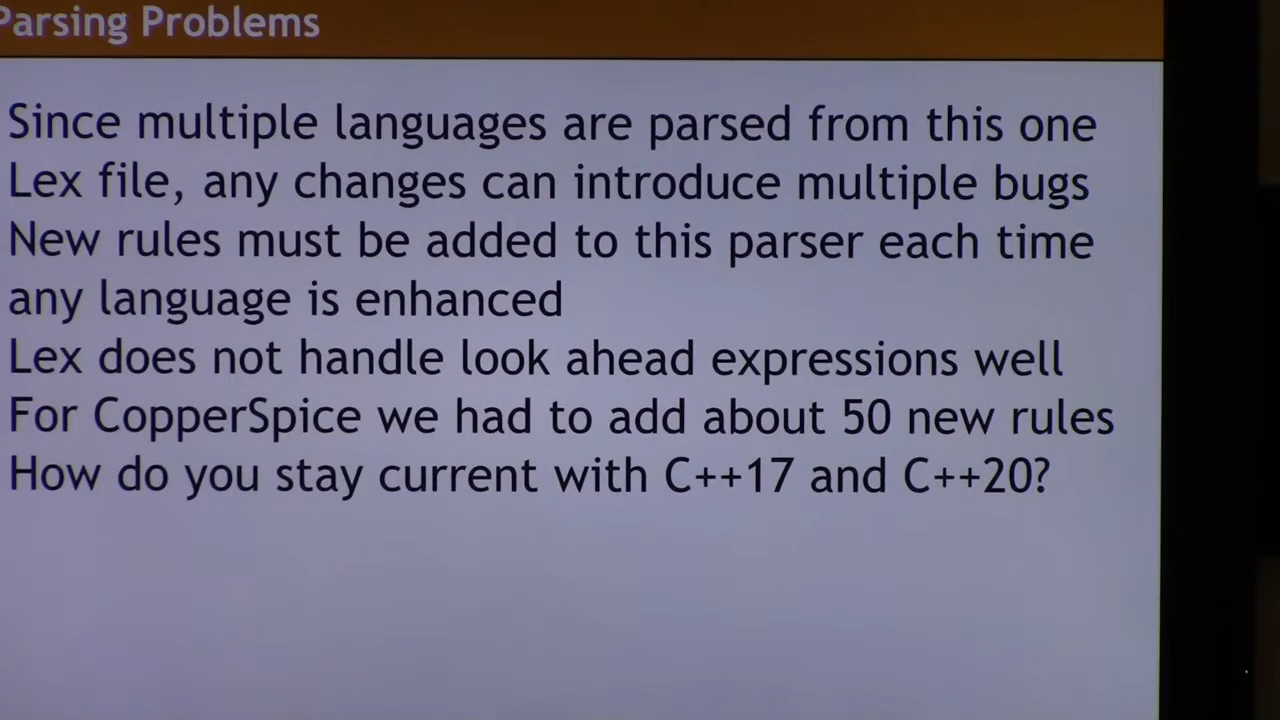 Parsing Problems
Since multiple languages are parsed from this one
Lex file, any changes can introduce multiple bugs
New rules must be added to this parser each time
any language is enhanced
Lex does not handle look ahead expressions well
For CopperSpice we had to add about 50 new rules
How do you stay current with C++17 and C++20?